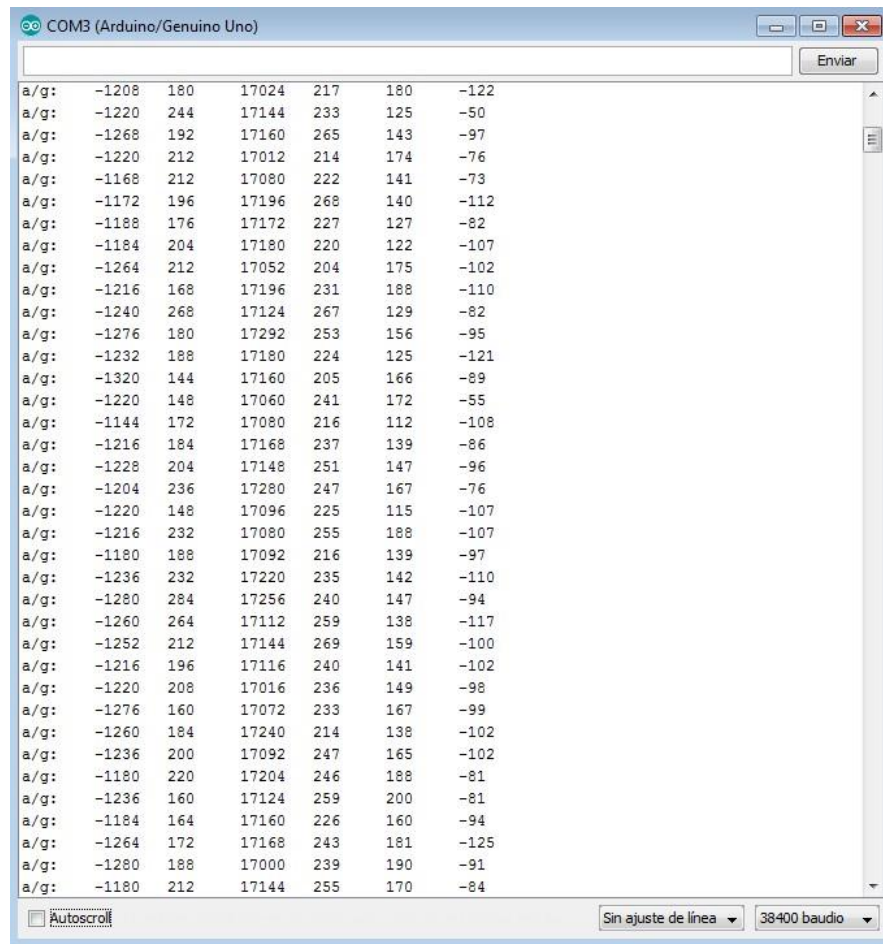 COM3 (Arduino/Genuino Uno)
Enviar
a/g: -1208 180 17024 217 180 -122
a/g: -1220 244 17144 233 125 -50
a/g: -1268 192 17160 265 143 -97
a/g: -1220 212 17012 214 174 -76
a/g: -1168 212 17080 222 141 -73
a/g: -1172 196 17196 268 140 -112
a/g: -1188 176 17172 227 127 -82
a/g: -1184 204 17180 220 122 -107
a/g: -1264 212 17052 204 175 -102
a/g: -1216 168 17196 231 188 -110
a/g: -1240 268 17124 267 129 -82
a/g: -1276 180 17292 253 156 -95
a/g: -1232 188 17180 224 125 -121
a/g: -1320 144 17160 205 166 -89
a/g: -1220 148 17060 241 172 -55
a/g: -1144 172 17080 216 112 -108
a/g: -1216 184 17168 237 139 -86
a/g: -1228 204 17148 251 147 -96
a/g: -1204 236 17280 247 167 -76
a/g: -1220 148 17096 225 115 -107
a/g: -1216 232 17080 255 188 -107
a/g: -1180 188 17092 216 139 -97
a/g: -1236 232 17220 235 142 -110
a/g: -1280 284 17256 240 147 -94
a/g: -1260 264 17112 259 138 -117
a/g: -1252 212 17144 269 159 -100
a/g: -1216 196 17116 240 141 -102
a/g: -1220 208 17016 236 149 -98
a/g: -1276 160 17072 233 167 -99
a/g: -1260 184 17240 214 138 -102
a/g: -1236 200 17092 247 165 -102
a/g: -1180 220 17204 246 188 -81
a/g: -1236 160 17124 259 200 -81
a/g: -1184 164 17160 226 160 -94
a/g: -1264 172 17168 243 181 -125
a/g: -1280 188 17000 239 190 -91
a/g: -1180 212 17144 255 170 -84
Autoscroll Sin ajuste de línea 38400 baudio